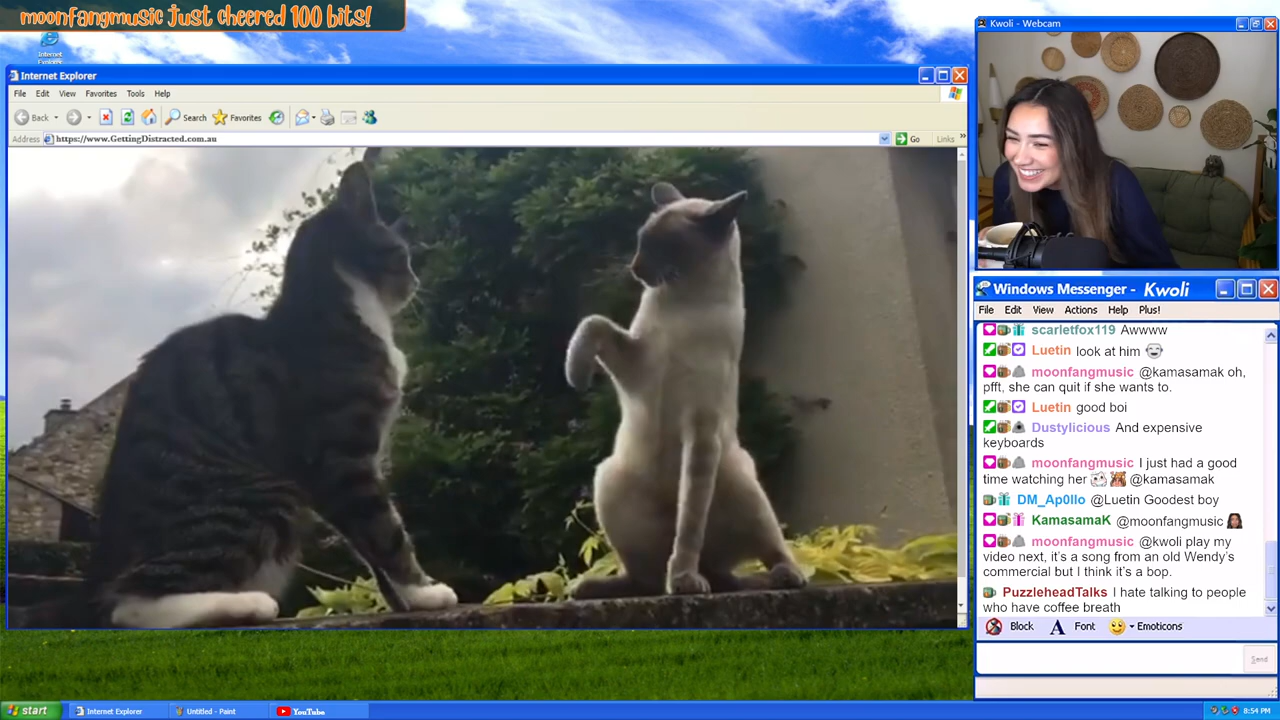 moonfangmusic just cheered 100 bits!
Internet
Explorer
Internet Explorer
File Edit View Favorites Tools Help
Back Search Favorites
Address https://www.GettingDistracted.com.au Go Links »
Kwoli - Webcam
Windows Messenger - Kwoli
File Edit View Actions Help Plus!
scarletfox119 Awwww
Luetin look at him
moonfangmusic @kamasamak oh,
pfft, she can quit if she wants to.
Luetin good boi
Dustylicious And expensive
keyboards
moonfangmusic I just had a good
time watching her @kamasamak
DM_Ap0llo @Luetin Goodest boy
KamasamaK @moonfangmusic
moonfangmusic @kwoli play my
video next, it's a song from an old Wendy's
commercial but I think it's a bop.
PuzzleheadTalks I hate talking to people
who have coffee breath
Block A Font Emoticons
Send
start Internet Explorer Untitled - Paint YouTube 8:54 PM